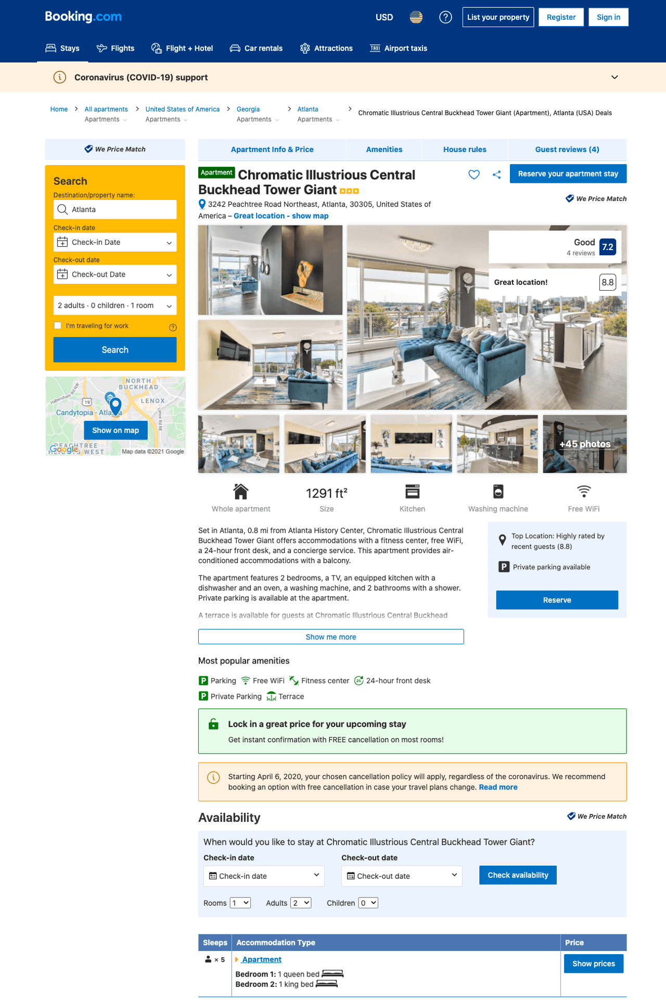 Booking.com
USD
List your property
Register
Sign in
Stays
Flights
Flight + Hotel
Car rentals
Attractions
TAXI
Airport taxis
Coronavirus (COVID-19) support
Home
All apartments
Apartments
United States of America
Apartments
Georgia
Apartments
Atlanta
Apartments
Chromatic Illustrious Central Buckhead Tower Giant (Apartment), Atlanta (USA) Deals
We Price Match
Search
Destination/property name:
Atlanta
Check-in date
Check-in Date
Check-out date
Check-out Date
2 adults · 0 children · 1 room
I'm traveling for work
Search
NORTH
BUCKHEAD
Habersham Rd NW
19
LENOX
Lenox Rd NE
Candytopia - Atla
Show on map
Google
Map data ©2021 Google
Apartment Info & Price
Amenities
House rules
Guest reviews (4)
Apartment
Chromatic Illustrious Central
Buckhead Tower Giant
Reserve your apartment stay
We Price Match
3242 Peachtree Road Northeast, Atlanta, 30305, United States of
America – Great location - show map
Good
4 reviews
7.2
Great location!
8.8
+45 photos
Whole apartment
1291 ft²
Size
Kitchen
Washing machine
Free WiFi
Set in Atlanta, 0.8 mi from Atlanta History Center, Chromatic Illustrious Central
Buckhead Tower Giant offers accommodations with a fitness center, free WiFi,
a 24-hour front desk, and a concierge service. This apartment provides air-
conditioned accommodations with a balcony.
The apartment features 2 bedrooms, a TV, an equipped kitchen with a
dishwasher and an oven, a washing machine, and 2 bathrooms with a shower.
Private parking is available at the apartment.
A terrace is available for guests at Chromatic Illustrious Central Buckhead
Show me more
Top Location: Highly rated by
recent guests (8.8)
P Private parking available
Reserve
Most popular amenities
P Parking
Free WiFi
Fitness center
24 24-hour front desk
P Private Parking
Terrace
Lock in a great price for your upcoming stay
Get instant confirmation with FREE cancellation on most rooms!
Starting April 6, 2020, your chosen cancellation policy will apply, regardless of the coronavirus. We recommend
booking an option with free cancellation in case your travel plans change. Read more
Availability
We Price Match
When would you like to stay at Chromatic Illustrious Central Buckhead Tower Giant?
Check-in date
Check-out date
Check-in date
Check-out date
Check availability
Rooms 1
Adults 2
Children 0
Sleeps
Accommodation Type
Price
× 5
Apartment
Bedroom 1: 1 queen bed
Bedroom 2: 1 king bed
Show prices